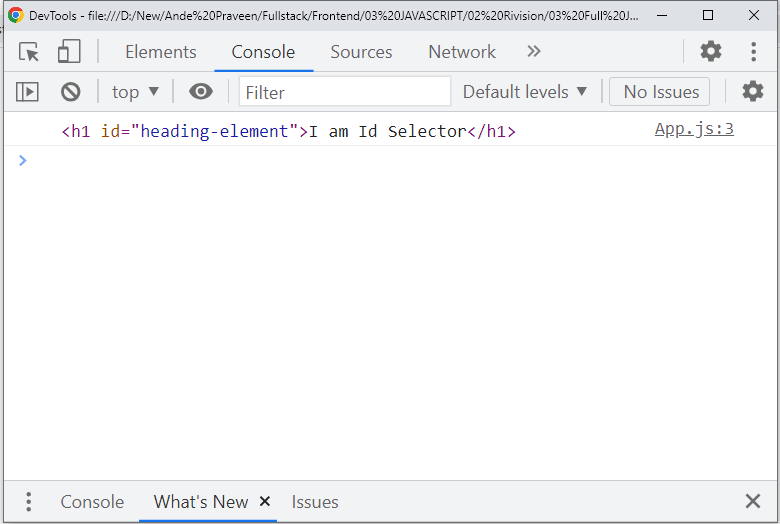 DevTools - file:///D:/New/Ande%20Praveen/Fullstack/Frontend/03%20JAVASCRIPT/02%20Rivision/03%20Full%20J...
Elements Console Sources Network
top Filter Default levels No Issues
<h1 id="heading-element">I am Id Selector</h1> App.js:3
Console What's New Issues